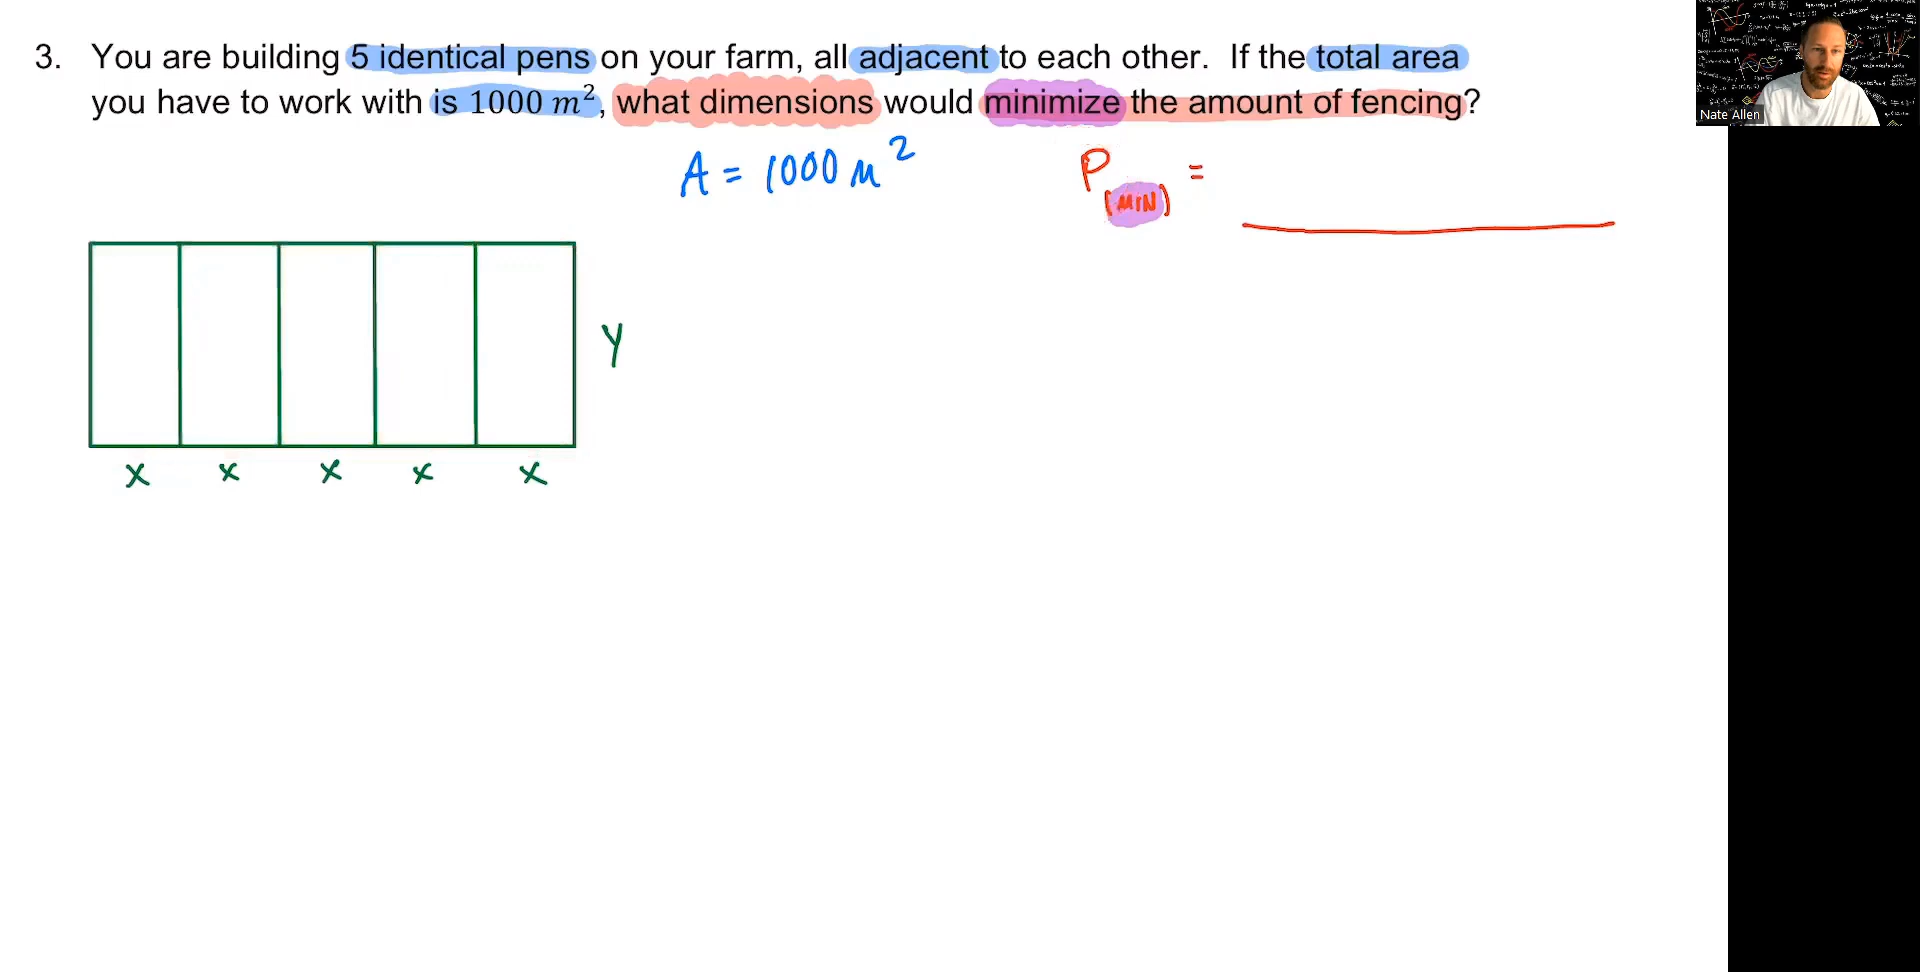 3. You are building 5 identical pens on your farm, all adjacent to each other. If the total area
you have to work with is 1000 m², what dimensions would minimize the amount of fencing?
Nate Allen
A = 1000 m² P(MIN) =
y
x x x x x